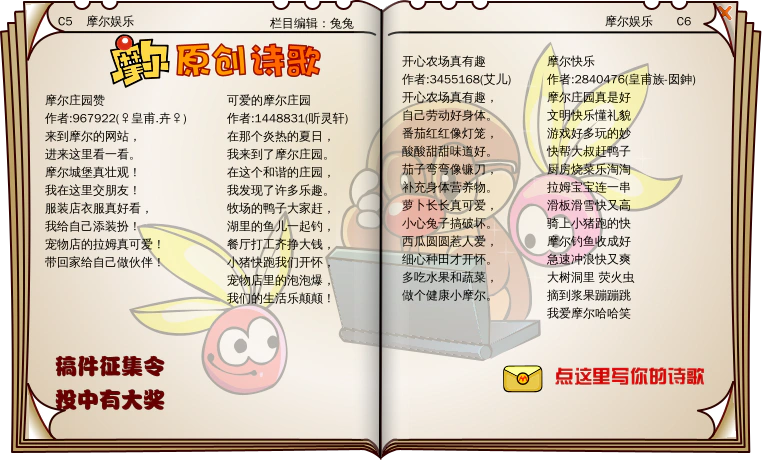 C5 摩尔娱乐
栏目编辑：兔兔
摩尔原创诗歌
摩尔庄园赞
作者:967922(♀皇甫.卉♀)
来到摩尔的网站，
进来这里看一看。
摩尔城堡真壮观！
我在这里交朋友！
服装店衣服真好看，
我给自己添装扮！
宠物店的拉姆真可爱！
带回家给自己做伙伴！
可爱的摩尔庄园
作者:1448831(听灵轩)
在那个炎热的夏日，
我来到了摩尔庄园。
在这个和谐的庄园，
我发现了许多乐趣。
牧场的鸭子大家赶，
湖里的鱼儿一起钓，
餐厅打工齐挣大钱，
小猪快跑我们开怀，
宠物店里的泡泡爆，
我们的生活乐颠颠！
稿件征集令
投中有大奖
摩尔娱乐 C6
开心农场真有趣
作者:3455168(艾儿)
开心农场真有趣，
自己劳动好身体。
番茄红红像灯笼，
酸酸甜甜味道好。
茄子弯弯像镰刀，
补充身体营养物。
萝卜长长真可爱，
小心兔子搞破坏。
西瓜圆圆惹人爱，
细心种田才开怀。
多吃水果和蔬菜，
做个健康小摩尔。
摩尔快乐
作者:2840476(皇甫族-囡鉮)
摩尔庄园真是好
文明快乐懂礼貌
游戏好多玩的妙
快帮大叔赶鸭子
厨房烧菜乐淘淘
拉姆宝宝连一串
滑板滑雪快又高
骑上小猪跑的快
摩尔钓鱼收成好
急速冲浪快又爽
大树洞里 荧火虫
摘到浆果蹦蹦跳
我爱摩尔哈哈笑
点这里写你的诗歌